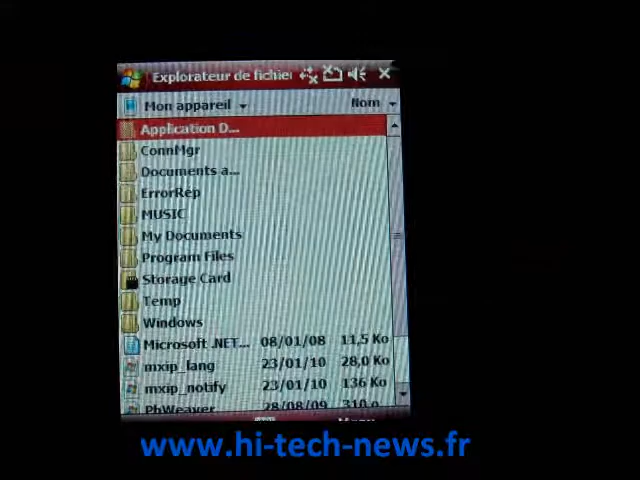 Explorateur de fichier
Mon appareil Nom
Application D...
ConnMgr
Documents a...
ErrorRep
MUSIC
My Documents
Program Files
Storage Card
Temp
Windows
Microsoft .NET... 08/01/08 11,5 Ko
mxip_lang 23/01/10 28,0 Ko
mxip_notify 23/01/10 136 Ko
PhWeaver 28/08/09 310 o
www.hi-tech-news.fr